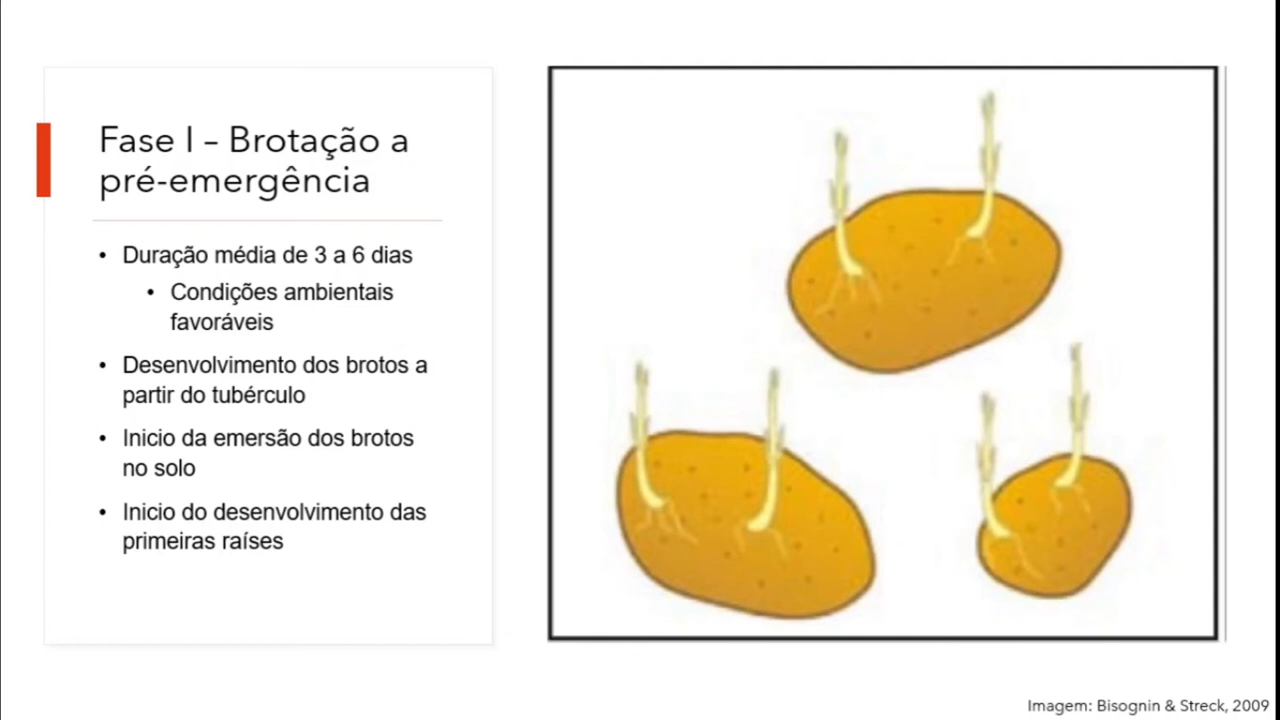 Fase I – Brotação a
pré-emergência
• Duração média de 3 a 6 dias
• Condições ambientais
favoráveis
• Desenvolvimento dos brotos a
partir do tubérculo
• Inicio da emersão dos brotos
no solo
• Inicio do desenvolvimento das
primeiras raíses
Imagem: Bisognin & Streck, 2009